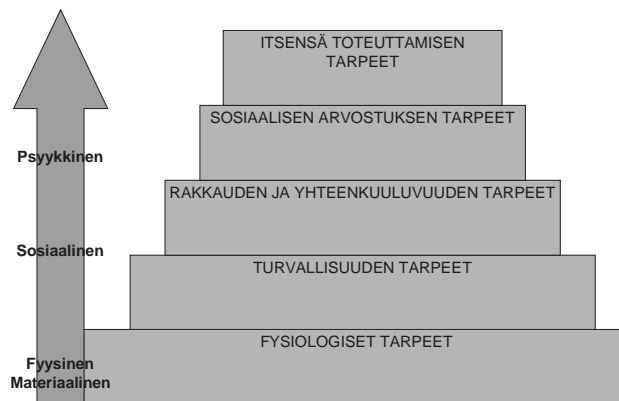 ITSENSÄ TOTEUTTAMISEN
TARPEET
SOSIAALISEN ARVOSTUKSEN TARPEET
Psyykkinen
RAKKAUDEN JA YHTEENKUULUVUUDEN TARPEET
Sosiaalinen
TURVALLISUUDEN TARPEET
FYSIOLOGISET TARPEET
Fyysinen
Materiaalinen